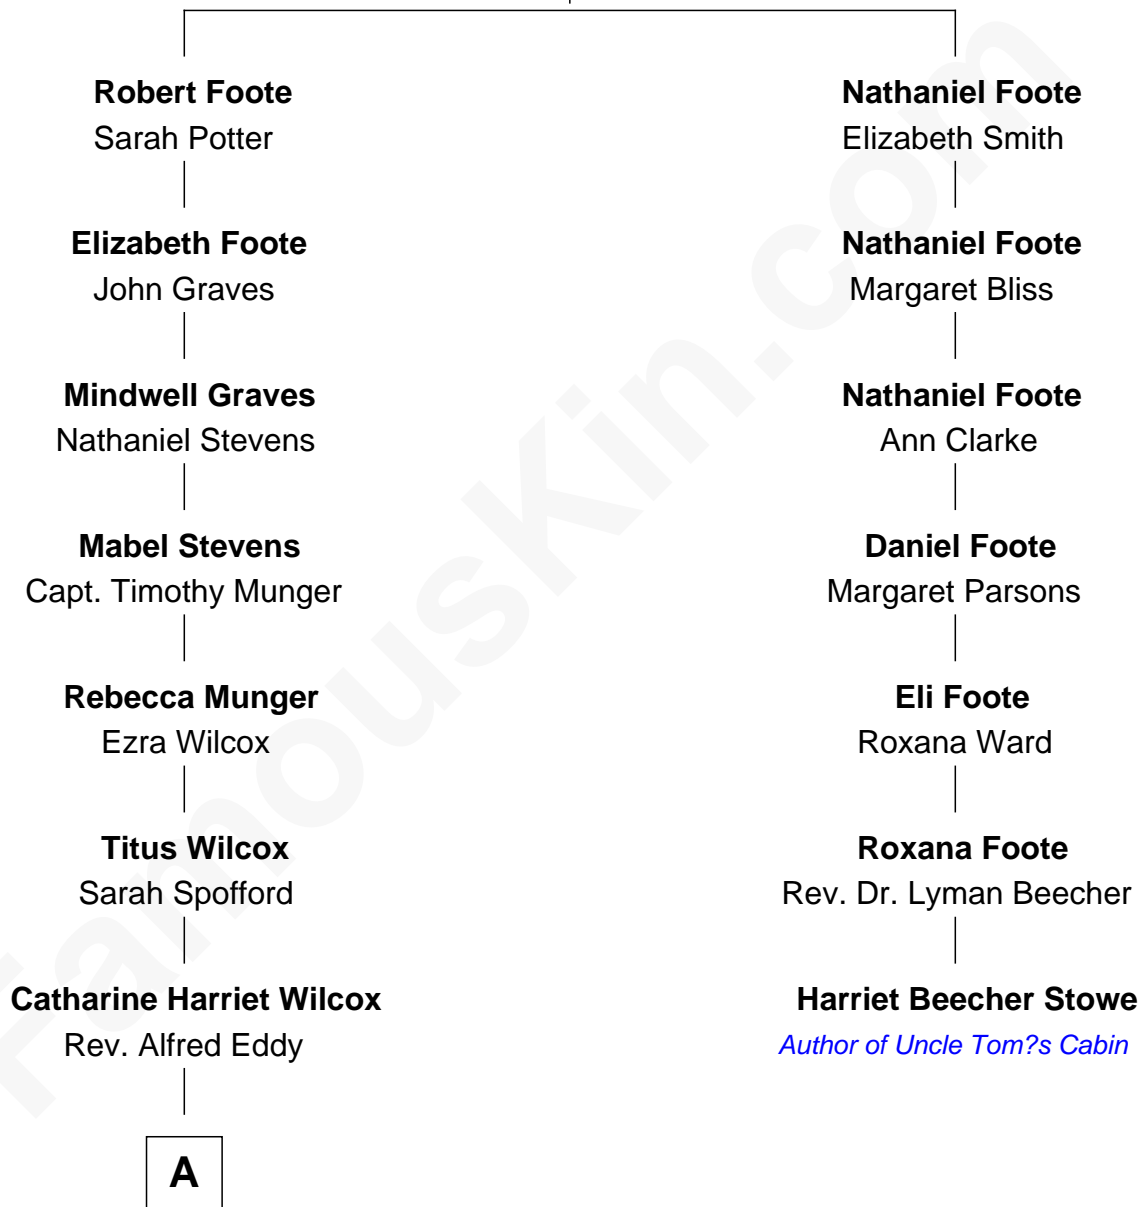 Robert Foote
Sarah Potter
Elizabeth Foote
John Graves
Mindwell Graves
Nathaniel Stevens
Mabel Stevens
Capt. Timothy Munger
Rebecca Munger
Ezra Wilcox
Titus Wilcox
Sarah Spofford
Catharine Harriet Wilcox
Rev. Alfred Eddy
A
Nathaniel Foote
Elizabeth Smith
Nathaniel Foote
Margaret Bliss
Nathaniel Foote
Ann Clarke
Daniel Foote
Margaret Parsons
Eli Foote
Roxana Ward
Roxana Foote
Rev. Dr. Lyman Beecher
Harriet Beecher Stowe
Author of Uncle Tom?s Cabin
FamousKin.com